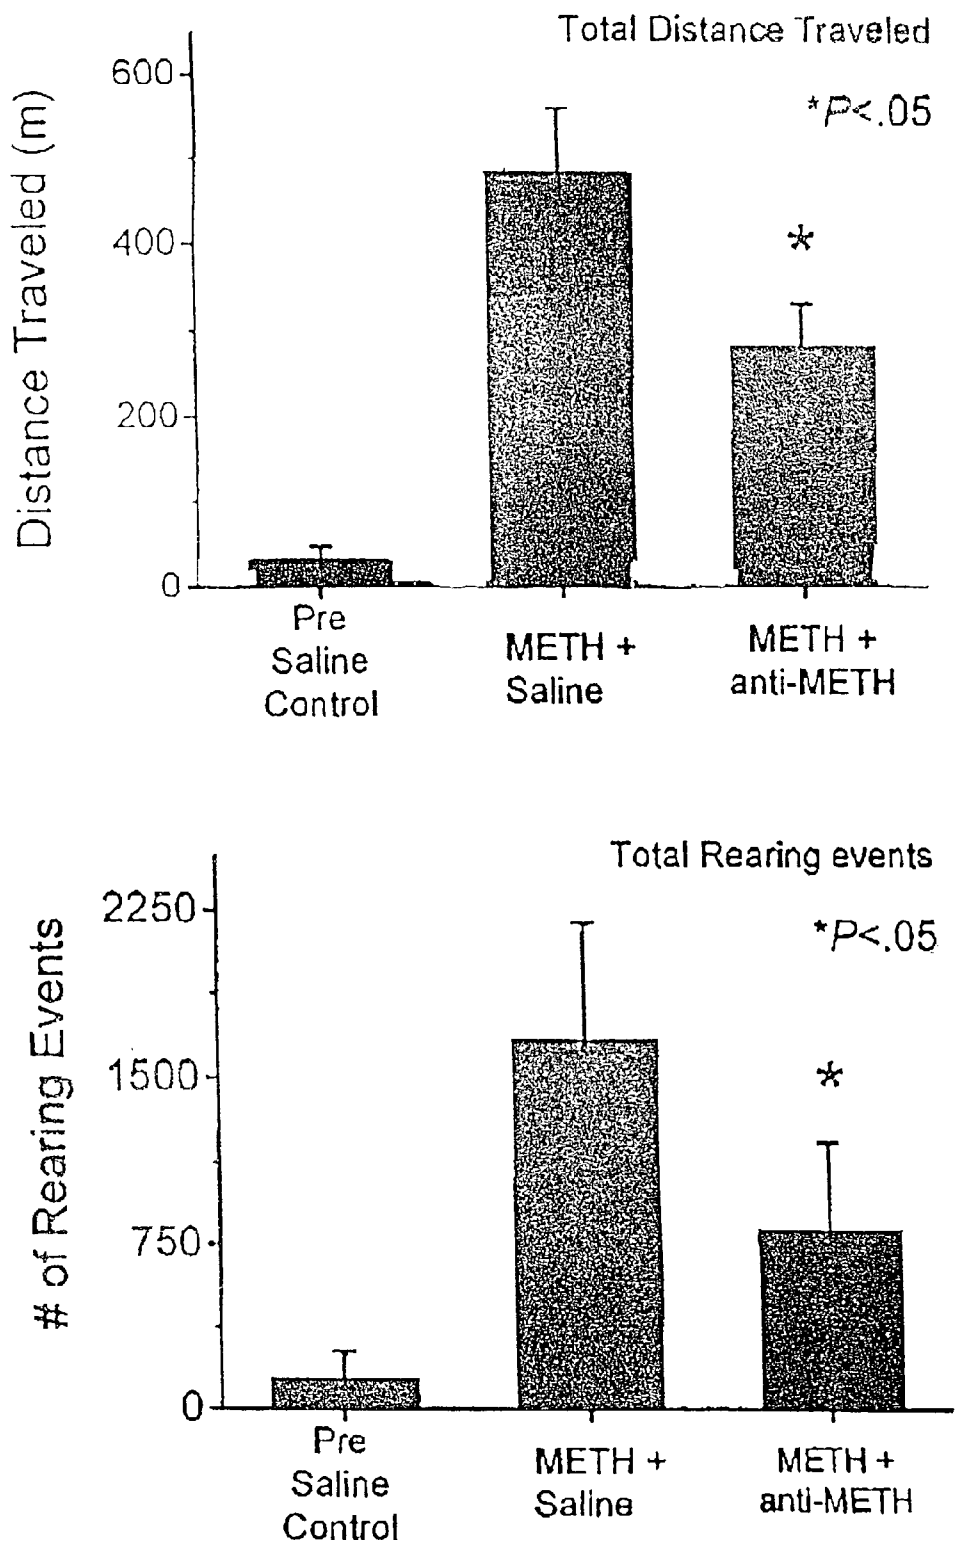 Total Distance Traveled
*P<.05
Distance Traveled (m)
600
400
200
0
*
Pre
Saline
Control
METH +
Saline
METH +
anti-METH
Total Rearing events
*P<.05
# of Rearing Events
2250
1500
750
0
*
Pre
Saline
Control
METH +
Saline
METH +
anti-METH